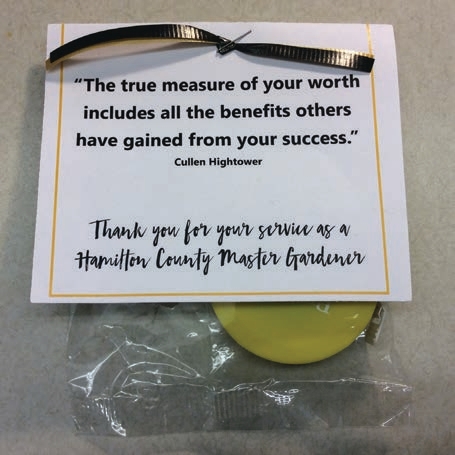 “The true measure of your worth
includes all the benefits others
have gained from your success.”
Cullen Hightower
Thank you for your service as a
Hamilton County Master Gardener